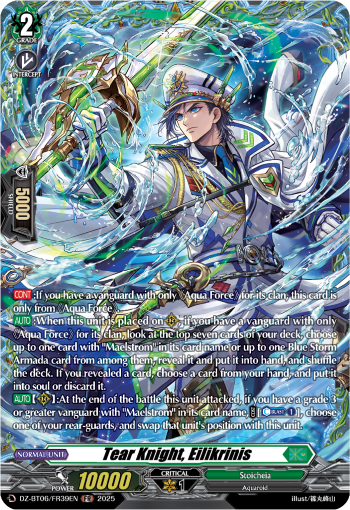 2
GRADE
INTERCEPT
5000
SHIELD
CONT :If you have a vanguard with only 《Aqua Force》 for its clan, this card is
only from 《Aqua Force》.
AUTO :When this unit is placed on (R), if you have a vanguard with only
《Aqua Force》 for its clan, look at the top seven cards of your deck, choose
up to one card with "Maelstrom" in its card name or up to one Blue Storm
Armada card from among them, reveal it and put it into hand, and shuffle
the deck. If you revealed a card, choose a card from your hand, and put it
into soul or discard it.
AUTO 【(R)】:At the end of the battle this unit attacked, if you have a grade 3
or greater vanguard with "Maelstrom" in its card name, COST [BLAST 1], choose
one of your rear-guards, and swap that unit's position with this unit.
NORMAL UNIT
Tear Knight, Eilikrinis
POWER
10000
CRITICAL
1
Stoicheia
Aquaroid
D DZ-BT06/FR39EN FR 2025
illust/篠丸峰山